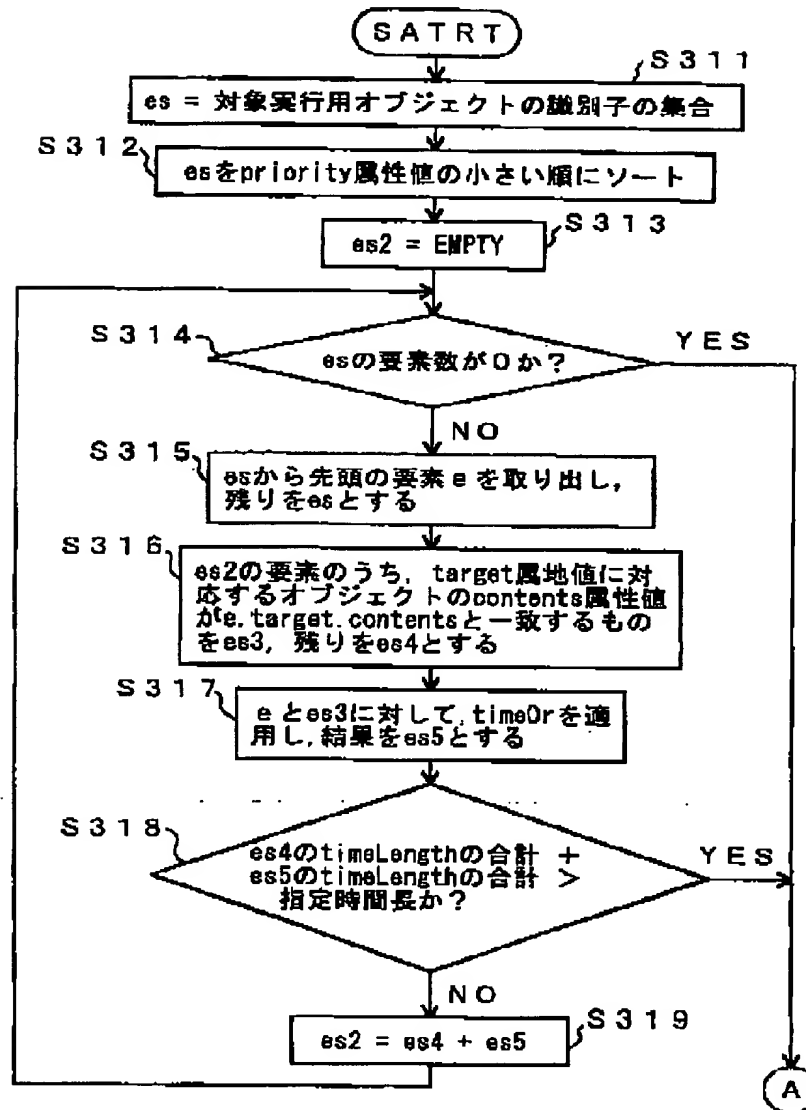 SATRT
S311
es = 対象実行用オブジェクトの識別子の集合
S312
esをpriority属性値の小さい順にソート
S313
es2 = EMPTY
S314
esの要素数が0か?
YES
NO
S315
esから先頭の要素eを取り出し,
残りをesとする
S316
es2の要素のうち, target属地値に対
応するオブジェクトのcontents属性値
がe.target.contentsと一致するもの
をes3, 残りをes4とする
S317
eとes3に対して,timeOrを適
用し,結果をes5とする
S318
es4のtimeLengthの合計 +
es5のtimeLengthの合計 >
指定時間長か?
YES
NO
S319
es2 = es4 + es5
A